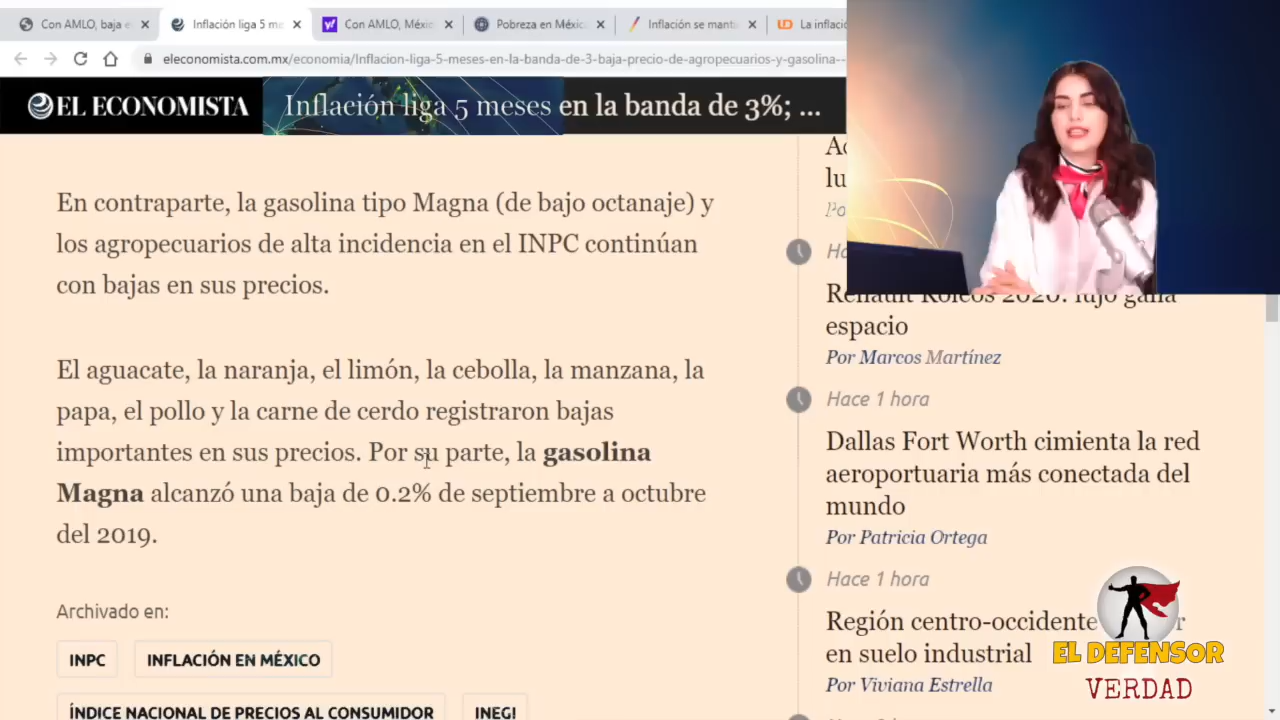 Con AMLO, baja e
Inflación liga 5 me
Con AMLO, Méxi
Pobreza en Méxic
Inflación se mant
La inflaci
eleconomista.com.mx/economia/Inflacion-liga-5-meses-en-la-banda-de-3-baja-precio-de-agropecuarios-y-gasolina--
EL ECONOMISTA
Inflación liga 5 meses en la banda de 3%; ...
En contraparte, la gasolina tipo Magna (de bajo octanaje) y
los agropecuarios de alta incidencia en el INPC continúan
con bajas en sus precios.
El aguacate, la naranja, el limón, la cebolla, la manzana, la
papa, el pollo y la carne de cerdo registraron bajas
importantes en sus precios. Por su parte, la gasolina
Magna alcanzó una baja de 0.2% de septiembre a octubre
del 2019.
Archivado en:
INPC
INFLACIÓN EN MÉXICO
ÍNDICE NACIONAL DE PRECIOS AL CONSUMIDOR
INEGI
Renault Koleos 2020: lujo gana
espacio
Por Marcos Martínez
Hace 1 hora
Dallas Fort Worth cimienta la red
aeroportuaria más conectada del
mundo
Por Patricia Ortega
Hace 1 hora
Región centro-occidente
en suelo industrial
Por Viviana Estrella
EL DEFENSOR
VERDAD